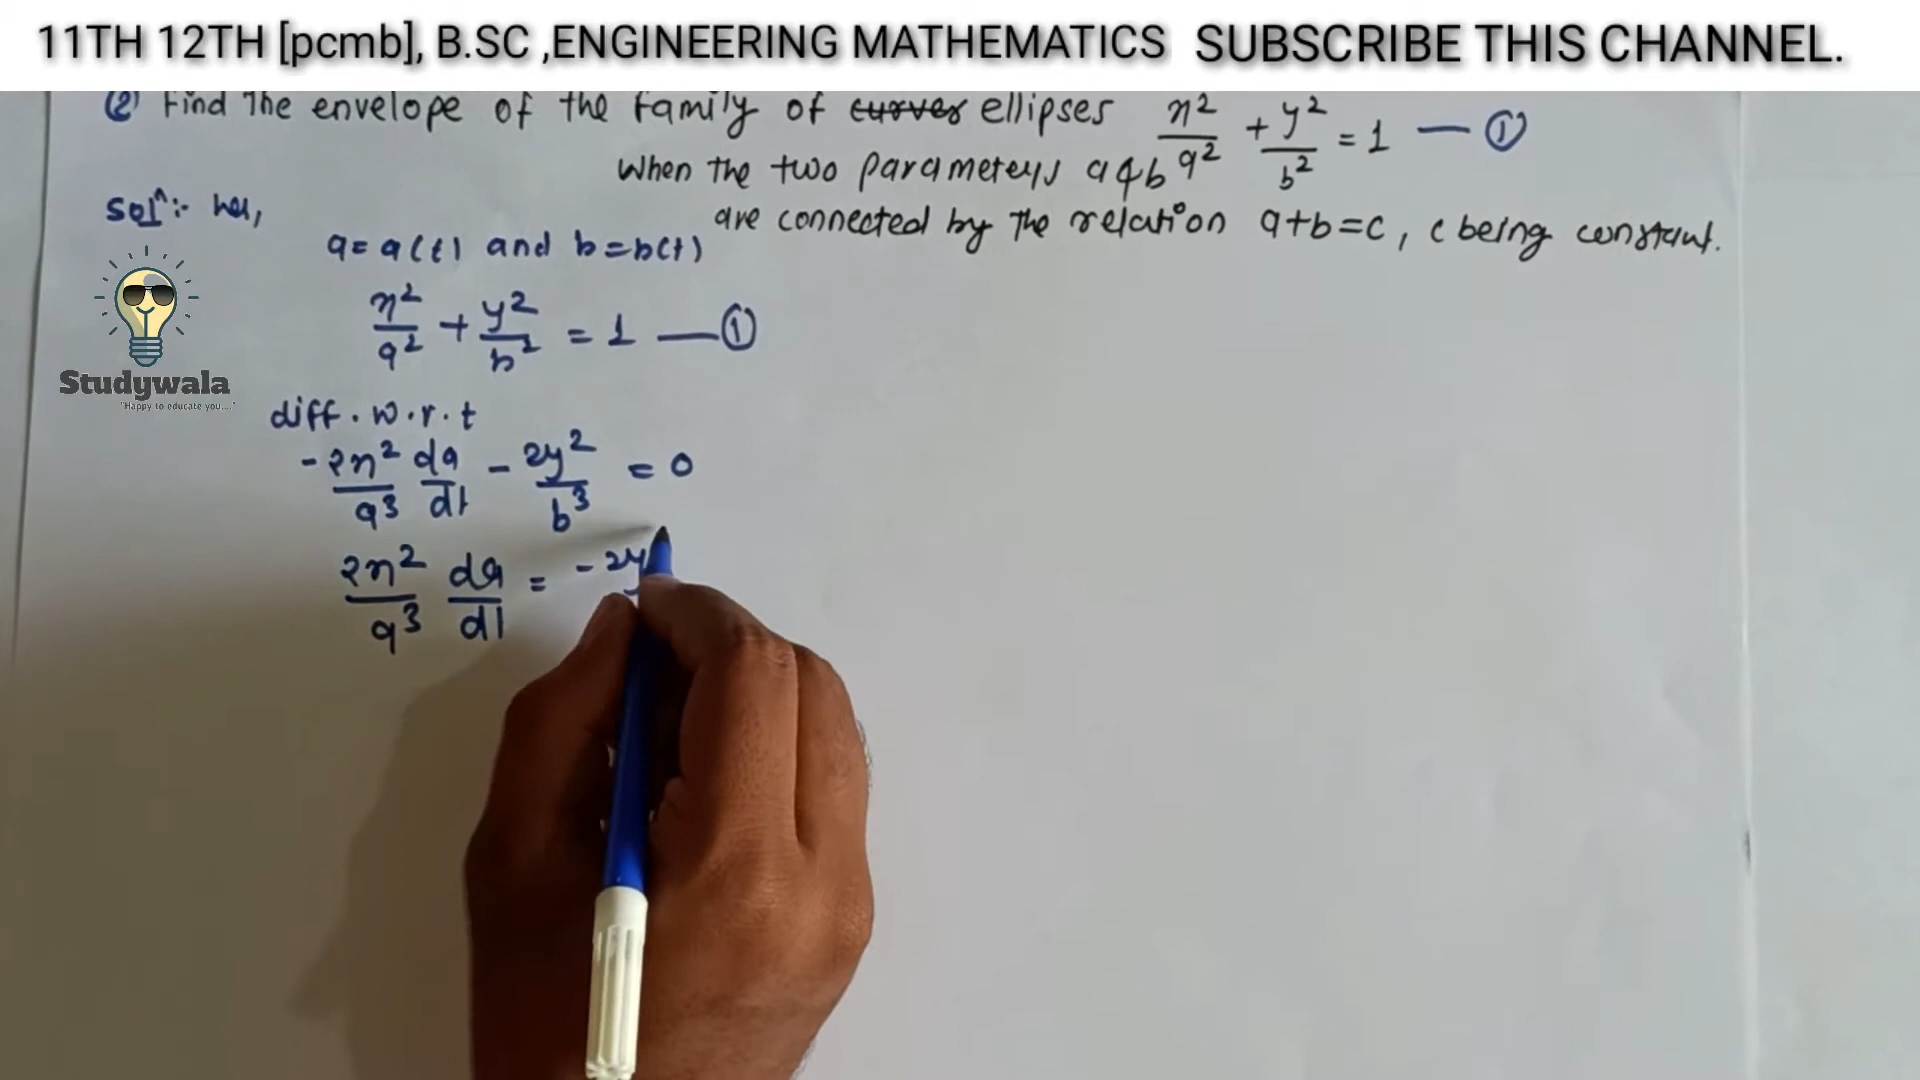 11TH 12TH [pcmb], B.SC ,ENGINEERING MATHEMATICS SUBSCRIBE THIS CHANNEL.
② Find The envelope of the family of curves ellipses x²/a² + y²/b² = 1 — ①
When the two parameters a & b
are connected by the relation a+b=c, c being constant.
Solⁿ:-
a = a(t) and b = b(t)
x²/a² + y²/b² = 1 — ①
Studywala
"Happy to educate you...."
diff. w.r.t
-2x²/a³ da/dt - 2y²/b³ = 0
2x²/a³ da/dt = -2y